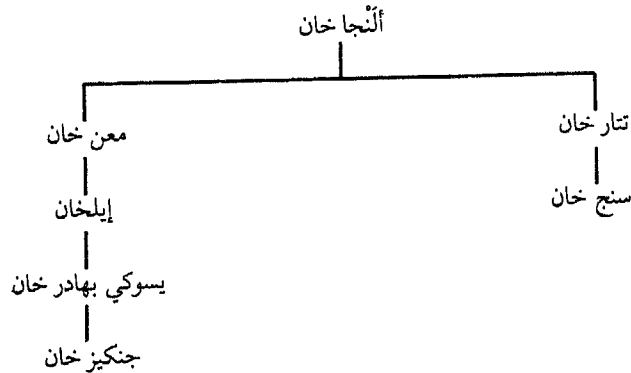 ألَنْجا خان
تتار خان
معن خان
سنج خان
إيلخان
يسوكي بهادر خان
جنكيز خان